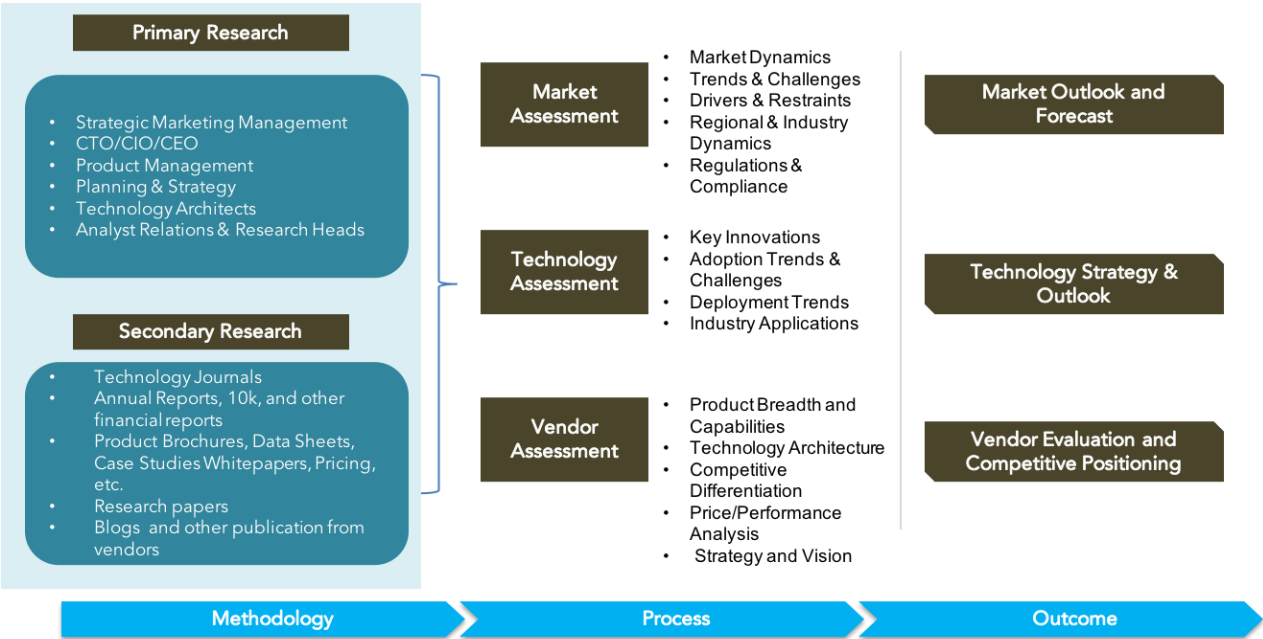 Primary Research
• Strategic Marketing Management
• CTO/CIO/CEO
• Product Management
• Planning & Strategy
• Technology Architects
• Analyst Relations & Research Heads
Secondary Research
• Technology Journals
• Annual Reports, 10k, and other
financial reports
• Product Brochures, Data Sheets,
Case Studies Whitepapers, Pricing,
etc.
• Research papers
• Blogs and other publication from
vendors
Market
Assessment
• Market Dynamics
• Trends & Challenges
• Drivers & Restraints
• Regional & Industry
Dynamics
• Regulations &
Compliance
Technology
Assessment
• Key Innovations
• Adoption Trends &
Challenges
• Deployment Trends
• Industry Applications
Vendor
Assessment
• Product Breadth and
Capabilities
• Technology Architecture
• Competitive
Differentiation
• Price/Performance
Analysis
• Strategy and Vision
Market Outlook and
Forecast
Technology Strategy &
Outlook
Vendor Evaluation and
Competitive Positioning
Methodology
Process
Outcome